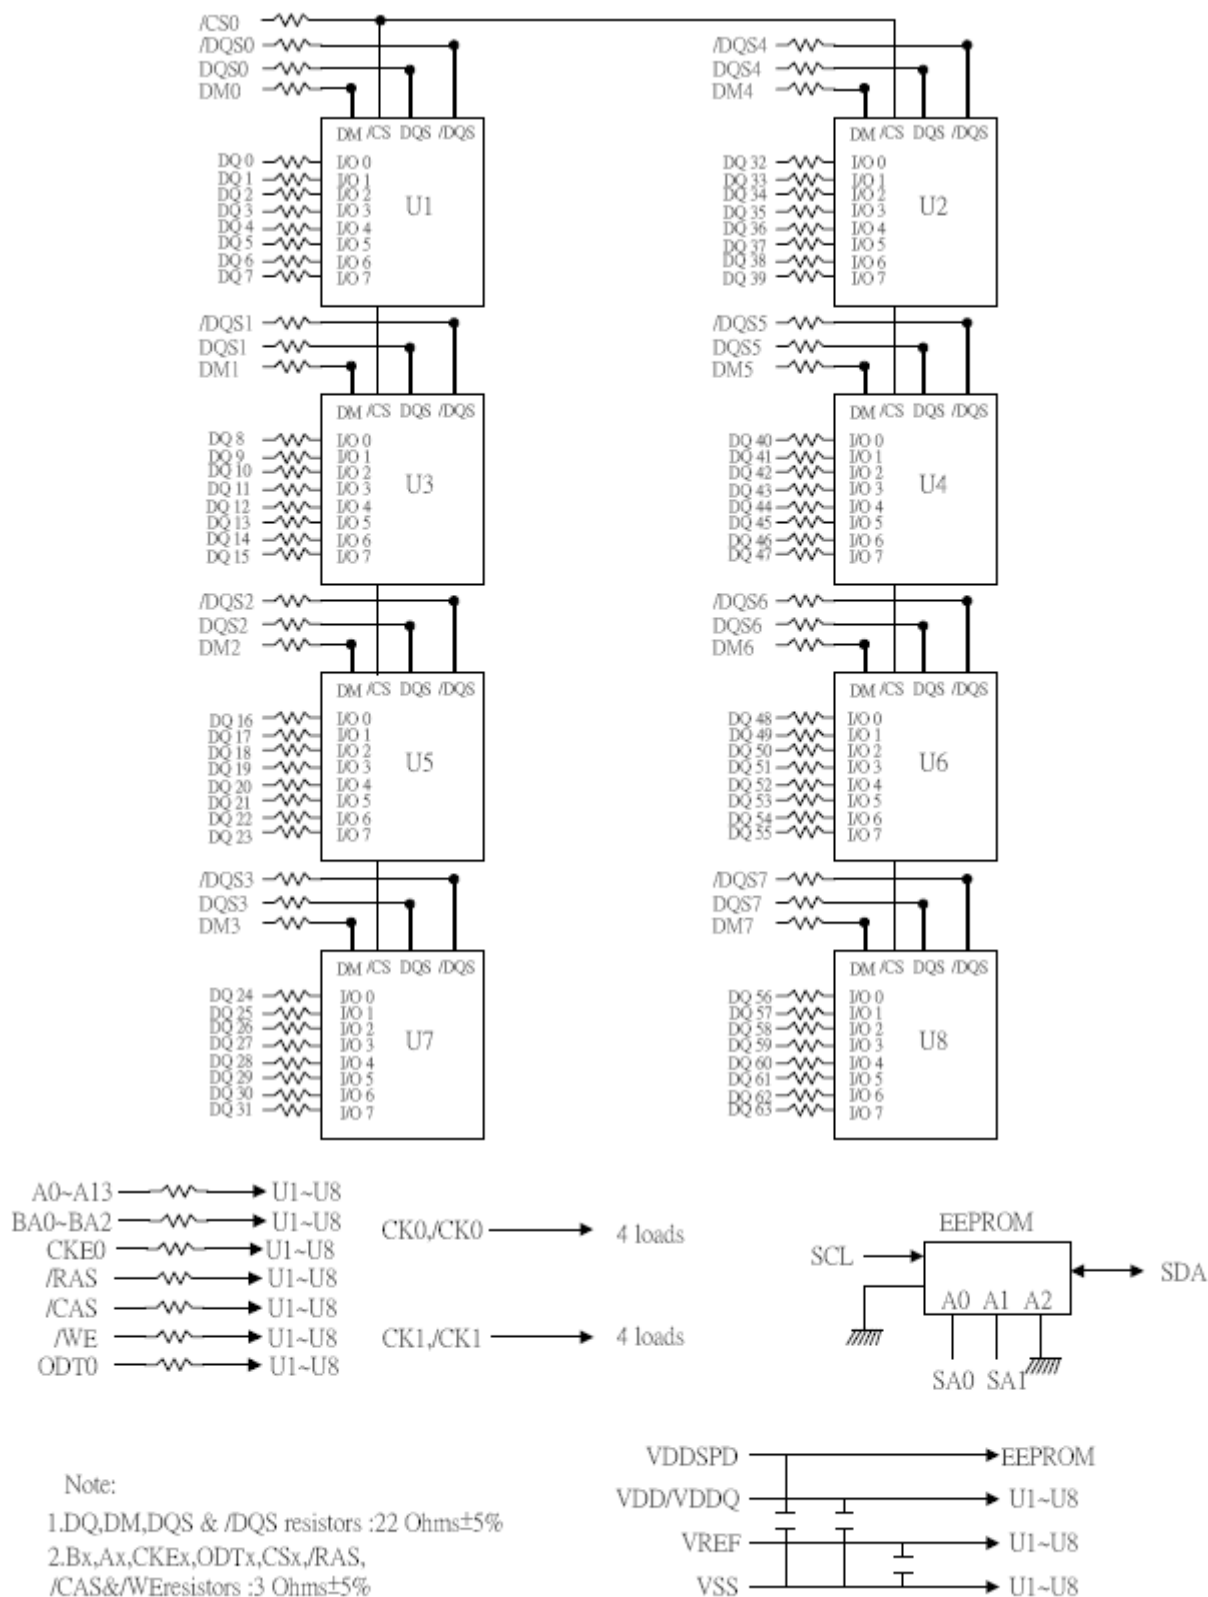 /CS0
/DQS0
DQS0
DM0
DM /CS DQS /DQS
DQ 0 I/O 0
DQ 1 I/O 1
DQ 2 I/O 2
DQ 3 I/O 3
DQ 4 I/O 4
DQ 5 I/O 5
DQ 6 I/O 6
DQ 7 I/O 7
U1
/DQS4
DQS4
DM4
DM /CS DQS /DQS
DQ 32 I/O 0
DQ 33 I/O 1
DQ 34 I/O 2
DQ 35 I/O 3
DQ 36 I/O 4
DQ 37 I/O 5
DQ 38 I/O 6
DQ 39 I/O 7
U2
/DQS1
DQS1
DM1
DM /CS DQS /DQS
DQ 8 I/O 0
DQ 9 I/O 1
DQ 10 I/O 2
DQ 11 I/O 3
DQ 12 I/O 4
DQ 13 I/O 5
DQ 14 I/O 6
DQ 15 I/O 7
U3
/DQS5
DQS5
DM5
DM /CS DQS /DQS
DQ 40 I/O 0
DQ 41 I/O 1
DQ 42 I/O 2
DQ 43 I/O 3
DQ 44 I/O 4
DQ 45 I/O 5
DQ 46 I/O 6
DQ 47 I/O 7
U4
/DQS2
DQS2
DM2
DM /CS DQS /DQS
DQ 16 I/O 0
DQ 17 I/O 1
DQ 18 I/O 2
DQ 19 I/O 3
DQ 20 I/O 4
DQ 21 I/O 5
DQ 22 I/O 6
DQ 23 I/O 7
U5
/DQS6
DQS6
DM6
DM /CS DQS /DQS
DQ 48 I/O 0
DQ 49 I/O 1
DQ 50 I/O 2
DQ 51 I/O 3
DQ 52 I/O 4
DQ 53 I/O 5
DQ 54 I/O 6
DQ 55 I/O 7
U6
/DQS3
DQS3
DM3
DM /CS DQS /DQS
DQ 24 I/O 0
DQ 25 I/O 1
DQ 26 I/O 2
DQ 27 I/O 3
DQ 28 I/O 4
DQ 29 I/O 5
DQ 30 I/O 6
DQ 31 I/O 7
U7
/DQS7
DQS7
DM7
DM /CS DQS /DQS
DQ 56 I/O 0
DQ 57 I/O 1
DQ 58 I/O 2
DQ 59 I/O 3
DQ 60 I/O 4
DQ 61 I/O 5
DQ 62 I/O 6
DQ 63 I/O 7
U8
A0~A13 U1~U8
BA0~BA2 U1~U8
CKE0 U1~U8
/RAS U1~U8
/CAS U1~U8
/WE U1~U8
ODT0 U1~U8
CK0,/CK0 4 loads
CK1,/CK1 4 loads
EEPROM
SCL
SDA
A0 A1 A2
SA0 SA1
VDDSPD EEPROM
VDD/VDDQ U1~U8
VREF U1~U8
VSS U1~U8
Note:
1.DQ,DM,DQS & /DQS resistors :22 Ohms±5%
2.Bx,Ax,CKEx,ODTx,CSx,/RAS,
/CAS&/WEresistors :3 Ohms±5%